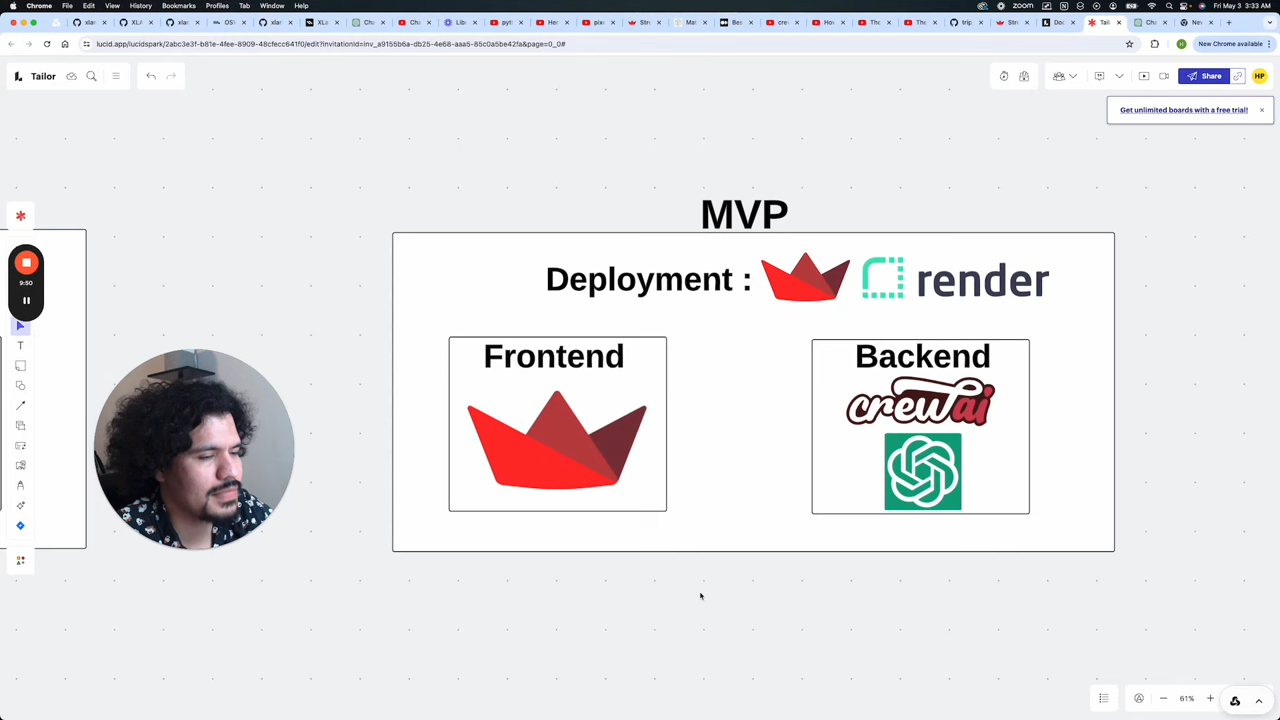 Chrome File Edit View History Bookmarks Profiles Tab Window Help zoom Fri May 3 3:33 AM
lucid.app/lucidspark/2abc3e3f-b81e-4fee-8909-48cfecc641f0/edit?invitationId=inv_a9155b6a-db25-4e68-aaa5-85c0a5be42fa&page=0_0#
New Chrome available
Tailor
Share
HP
Get unlimited boards with a free trial!
9:50
MVP
Deployment : render
Frontend
Backend
crewai
61%